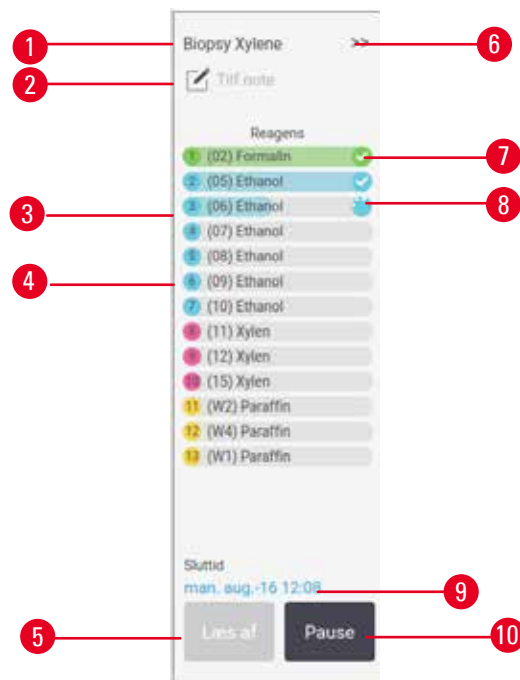 1 Biopsy Xylene >> 6
2 Tilf note
Reagens
1 (02) Formalin 7
2 (05) Ethanol
3 3 (06) Ethanol 8
4 (07) Ethanol
5 (08) Ethanol
4 6 (09) Ethanol
7 (10) Ethanol
8 (11) Xylen
9 (12) Xylen
10 (15) Xylen
11 (W2) Paraffin
12 (W4) Paraffin
13 (W1) Paraffin
Sluttid
man. aug.-16 12:08 9
5 Læs af Pause 10